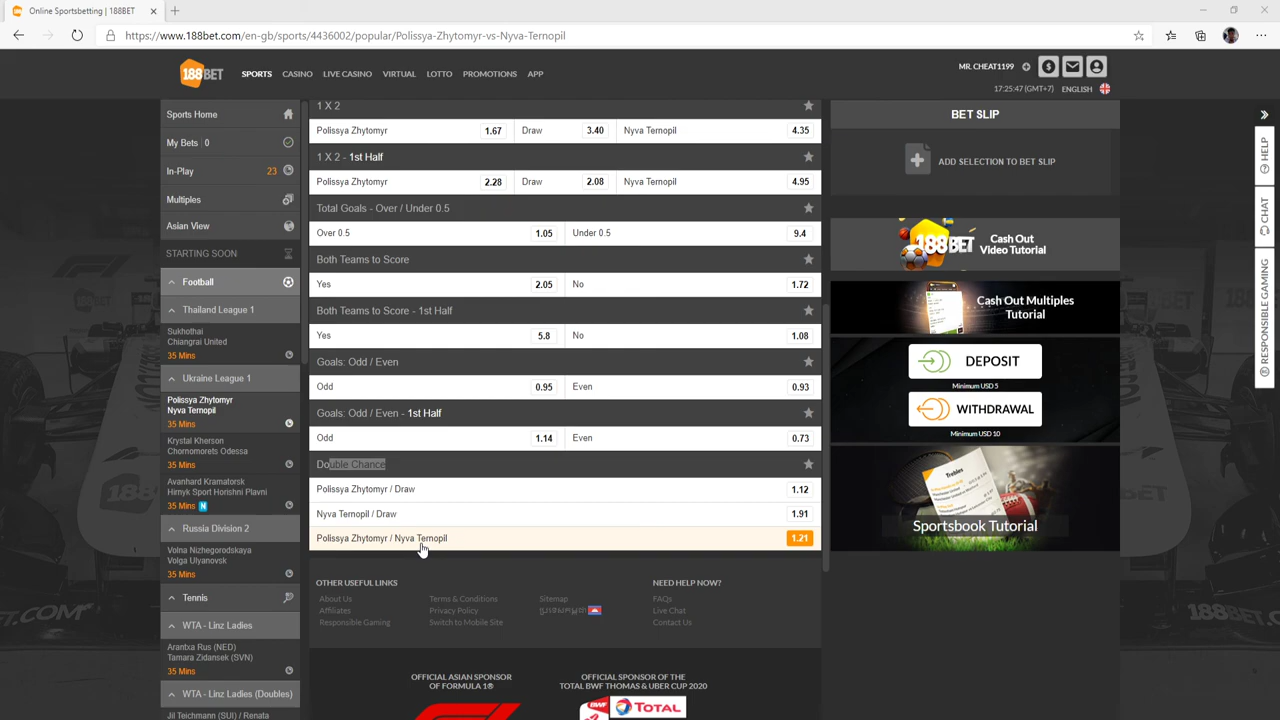 Online Sportsbetting | 188BET
https://www.188bet.com/en-gb/sports/4436002/popular/Polissya-Zhytomyr-vs-Nyva-Ternopil
188BET
SPORTS CASINO LIVE CASINO VIRTUAL LOTTO PROMOTIONS APP
MR. CHEAT1199
17:25:47 (GMT+7) ENGLISH
Sports Home
My Bets 0
In-Play 23
Multiples
Asian View
STARTING SOON
Football
Thailand League 1
Sukhothai
Chiangrai United
35 Mins
Ukraine League 1
Polissya Zhytomyr
Nyva Ternopil
35 Mins
Krystal Kherson
Chornomorets Odessa
35 Mins
Avanhard Kramatorsk
Hirnyk Sport Horishni Plavni
35 Mins N
Russia Division 2
Volna Nizhegorodskaya
Volga Ulyanovsk
35 Mins
Tennis
WTA - Linz Ladies
Arantxa Rus (NED)
Tamara Zidansek (SVN)
35 Mins
WTA - Linz Ladies (Doubles)
Jil Teichmann (SUI) / Renata
1 X 2
Polissya Zhytomyr 1.67 Draw 3.40 Nyva Ternopil 4.35
1 X 2 - 1st Half
Polissya Zhytomyr 2.28 Draw 2.08 Nyva Ternopil 4.95
Total Goals - Over / Under 0.5
Over 0.5 1.05 Under 0.5 9.4
Both Teams to Score
Yes 2.05 No 1.72
Both Teams to Score - 1st Half
Yes 5.8 No 1.08
Goals: Odd / Even
Odd 0.95 Even 0.93
Goals: Odd / Even - 1st Half
Odd 1.14 Even 0.73
Double Chance
Polissya Zhytomyr / Draw 1.12
Nyva Ternopil / Draw 1.91
Polissya Zhytomyr / Nyva Ternopil 1.21
OTHER USEFUL LINKS
NEED HELP NOW?
About Us Terms & Conditions Sitemap FAQs
Affiliates Privacy Policy Live Chat
Responsible Gaming Switch to Mobile Site Contact Us
OFFICIAL ASIAN SPONSOR
OF FORMULA 1®
OFFICIAL SPONSOR OF THE
TOTAL BWF THOMAS & UBER CUP 2020
BWF TOTAL
BET SLIP
ADD SELECTION TO BET SLIP
188BET
Cash Out
Video Tutorial
Cash Out Multiples
Tutorial
DEPOSIT
Minimum USD 5
WITHDRAWAL
Minimum USD 10
Trebles
Sportsbook Tutorial
HELP
CHAT
RESPONSIBLE GAMING